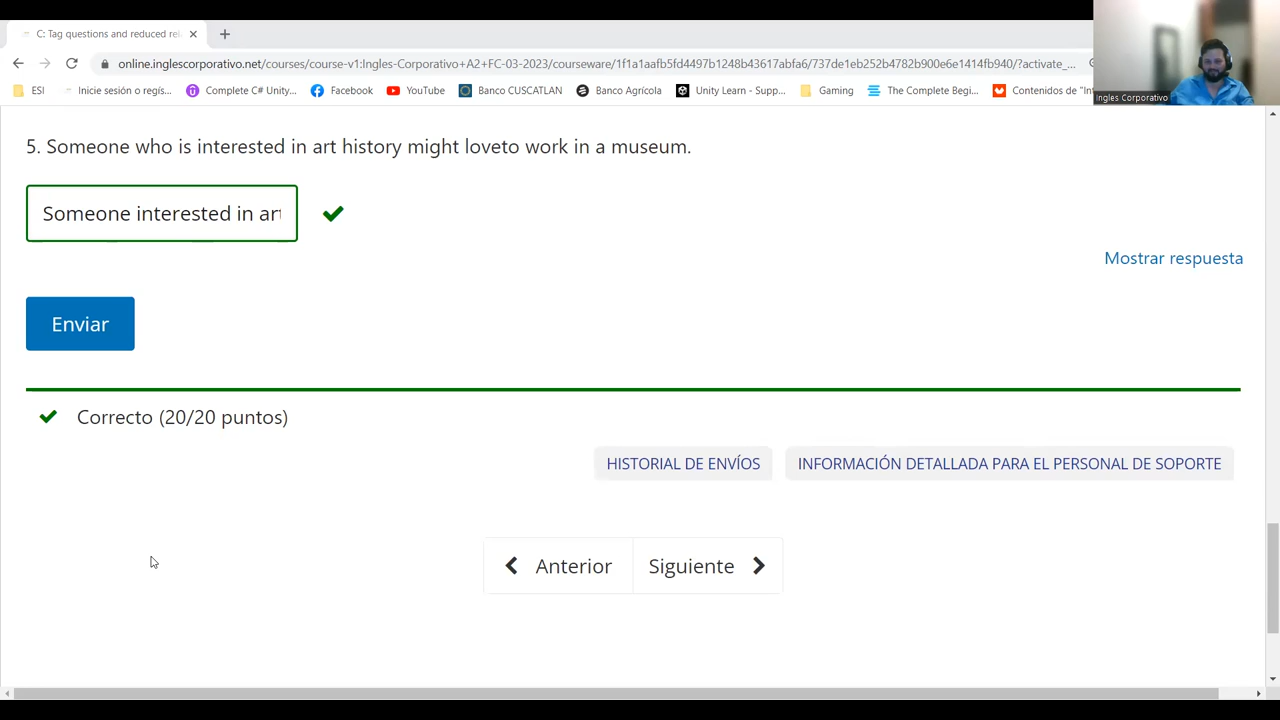 C: Tag questions and reduced rel
online.inglescorporativo.net/courses/course-v1:Ingles-Corporativo+A2+FC-03-2023/courseware/1f1a1aafb5fd4497b1248b43617abfa6/737de1eb252b4782b900e6e1414fb940/?activate_...
ESI Inicie sesión o regís... Complete C# Unity... Facebook YouTube Banco CUSCATLAN Banco Agrícola Unity Learn - Supp... Gaming The Complete Begi... Contenidos de "Int
Ingles Corporativo
5. Someone who is interested in art history might loveto work in a museum.
Someone interested in art
Mostrar respuesta
Enviar
Correcto (20/20 puntos)
HISTORIAL DE ENVÍOS INFORMACIÓN DETALLADA PARA EL PERSONAL DE SOPORTE
Anterior Siguiente